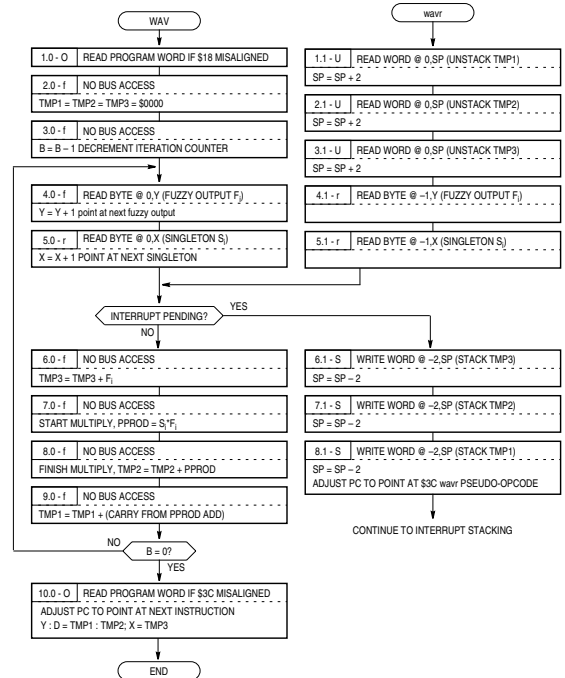 WAV
1.0 - O READ PROGRAM WORD IF $18 MISALIGNED
2.0 - f NO BUS ACCESS
TMP1 = TMP2 = TMP3 = $0000
3.0 - f NO BUS ACCESS
B = B – 1 DECREMENT ITERATION COUNTER
4.0 - f READ BYTE @ 0,Y (FUZZY OUTPUT Fi)
Y = Y + 1 point at next fuzzy output
5.0 - r READ BYTE @ 0,X (SINGLETON Si)
X = X + 1 POINT AT NEXT SINGLETON
wavr
1.1 - U READ WORD @ 0,SP (UNSTACK TMP1)
SP = SP + 2
2.1 - U READ WORD @ 0,SP (UNSTACK TMP2)
SP = SP + 2
3.1 - U READ WORD @ 0,SP (UNSTACK TMP3)
SP = SP + 2
4.1 - r READ BYTE @ –1,Y (FUZZY OUTPUT Fi)
5.1 - r READ BYTE @ –1,X (SINGLETON Si)
INTERRUPT PENDING?
YES
NO
6.0 - f NO BUS ACCESS
TMP3 = TMP3 + Fi
7.0 - f NO BUS ACCESS
START MULTIPLY, PPROD = Si*Fi
8.0 - f NO BUS ACCESS
FINISH MULTIPLY, TMP2 = TMP2 + PPROD
9.0 - f NO BUS ACCESS
TMP1 = TMP1 + (CARRY FROM PPROD ADD)
NO
B = 0?
YES
10.0 - O READ PROGRAM WORD IF $3C MISALIGNED
ADJUST PC TO POINT AT NEXT INSTRUCTION
Y : D = TMP1 : TMP2; X = TMP3
END
6.1 - S WRITE WORD @ –2,SP (STACK TMP3)
SP = SP – 2
7.1 - S WRITE WORD @ –2,SP (STACK TMP2)
SP = SP – 2
8.1 - S WRITE WORD @ –2,SP (STACK TMP1)
SP = SP – 2
ADJUST PC TO POINT AT $3C wavr PSEUDO-OPCODE
CONTINUE TO INTERRUPT STACKING